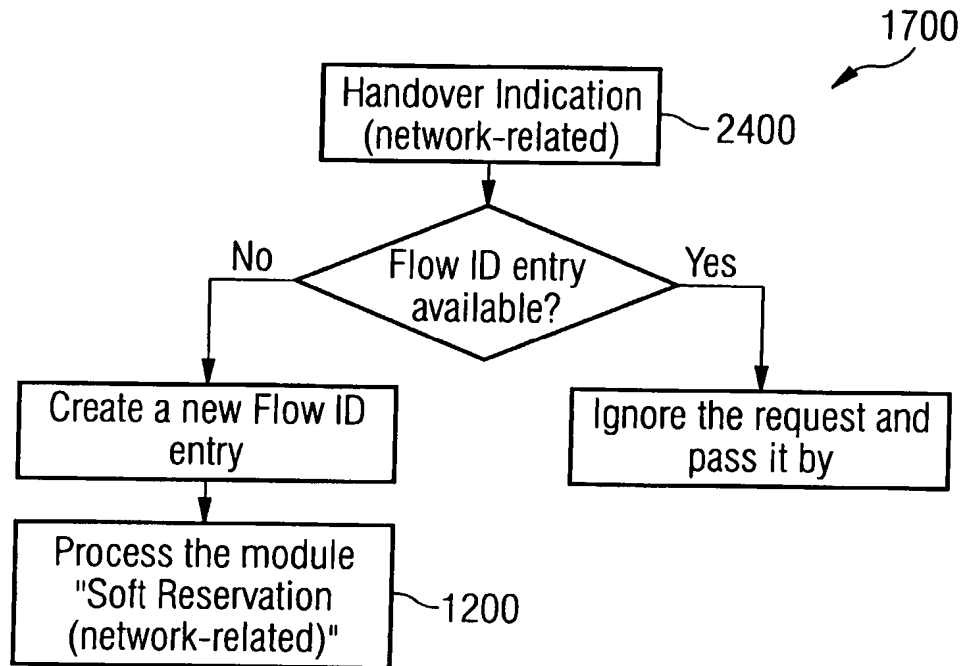 1700
Handover Indication
(network-related)
2400
Flow ID entry
available?
No
Yes
Create a new Flow ID
entry
Ignore the request and
pass it by
Process the module
"Soft Reservation
(network-related)"
1200